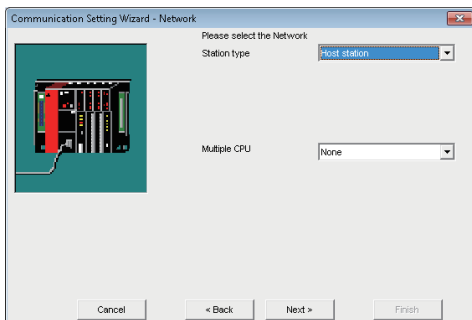 Communication Setting Wizard - Network
Please select the Network
Station type
Host station
Multiple CPU
None
Cancel
< Back
Next >
Finish